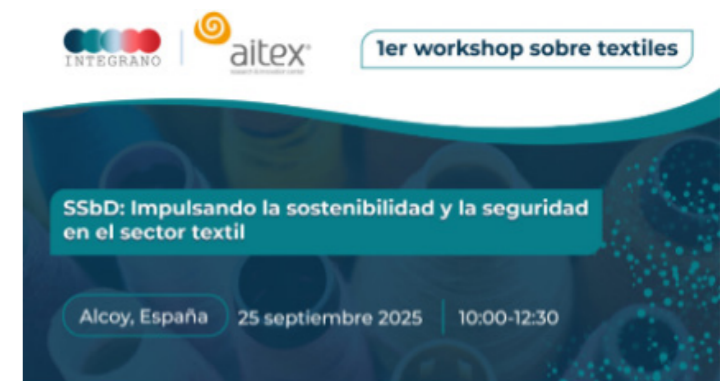 INTEGRANO
aitex
research & innovation center
1er workshop sobre textiles
SSbD: Impulsando la sostenibilidad y la seguridad
en el sector textil
Alcoy, España
25 septiembre 2025
10:00-12:30